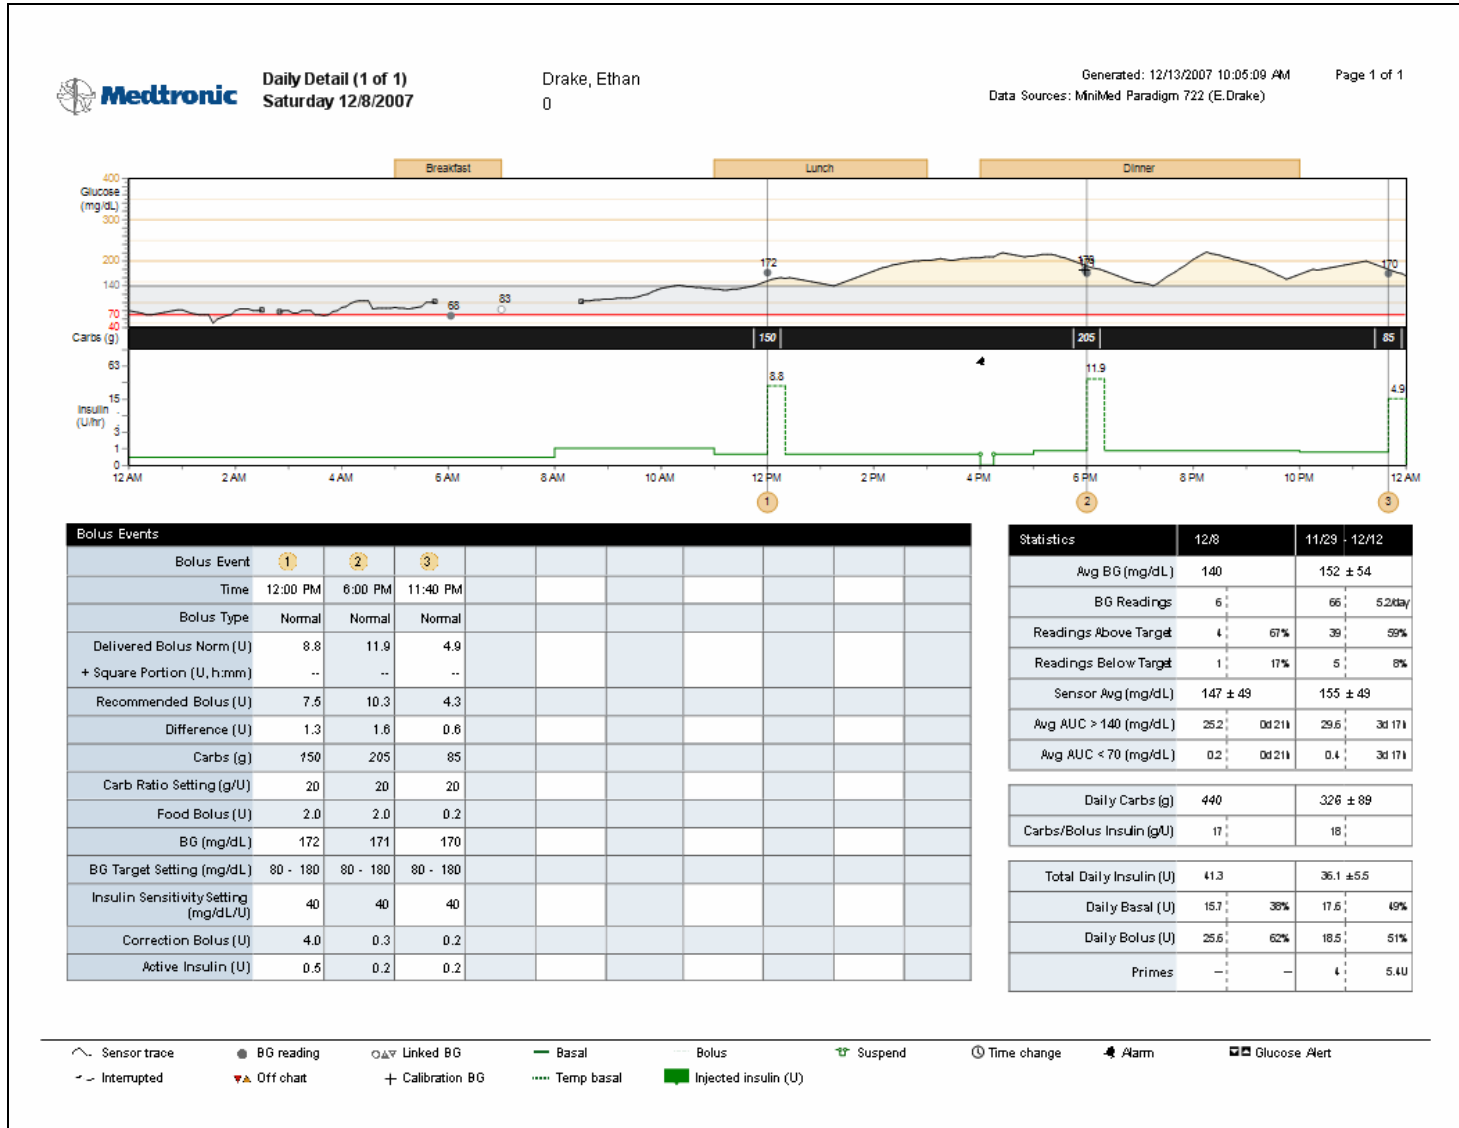 Medtronic
Daily Detail (1 of 1)
Saturday 12/8/2007
Drake, Ethan
0
Generated: 12/13/2007 10:05:09 AM
Page 1 of 1
Data Sources: MiniMed Paradigm 722 (E.Drake)
Breakfast Lunch Dinner
400
Glucose
(mg/dL)
300
200
140
70
40
68 83 172 170
Carbs (g) 150 205 85
63
15
Insulin
(U/hr)
3
1
0
8.8 11.9 4.9
12 AM 2 AM 4 AM 6 AM 8 AM 10 AM 12 PM 2 PM 4 PM 6 PM 8 PM 10 PM 12 AM
1 2 3
Bolus Events
Bolus Event 1 2 3
Time 12:00 PM 6:00 PM 11:40 PM
Bolus Type Normal Normal Normal
Delivered Bolus Norm (U) 8.8 11.9 4.9
+ Square Portion (U, h:mm) -- -- --
Recommended Bolus (U) 7.5 10.3 4.3
Difference (U) 1.3 1.6 0.6
Carbs (g) 150 205 85
Carb Ratio Setting (g/U) 20 20 20
Food Bolus (U) 2.0 2.0 0.2
BG (mg/dL) 172 171 170
BG Target Setting (mg/dL) 80 - 180 80 - 180 80 - 180
Insulin Sensitivity Setting
(mg/dL/U) 40 40 40
Correction Bolus (U) 4.0 0.3 0.2
Active Insulin (U) 0.5 0.2 0.2
Statistics 12/8 11/29 - 12/12
Avg BG (mg/dL) 140 152 ± 54
BG Readings 6 66 5.2/day
Readings Above Target 4 67% 39 59%
Readings Below Target 1 17% 5 8%
Sensor Avg (mg/dL) 147 ± 49 155 ± 49
Avg AUC > 140 (mg/dL) 25.2 0d 21h 29.6 3d 17h
Avg AUC < 70 (mg/dL) 0.2 0d 21h 0.4 3d 17h
Daily Carbs (g) 440 326 ± 89
Carbs/Bolus Insulin (g/U) 17 18
Total Daily Insulin (U) 41.3 36.1 ±5.5
Daily Basal (U) 15.7 38% 17.6 49%
Daily Bolus (U) 25.6 62% 18.5 51%
Primes -- -- 4 5.4U
Sensor trace BG reading Linked BG Basal Bolus Suspend Time change Alarm Glucose Alert
Interrupted Off chart Calibration BG Temp basal Injected insulin (U)